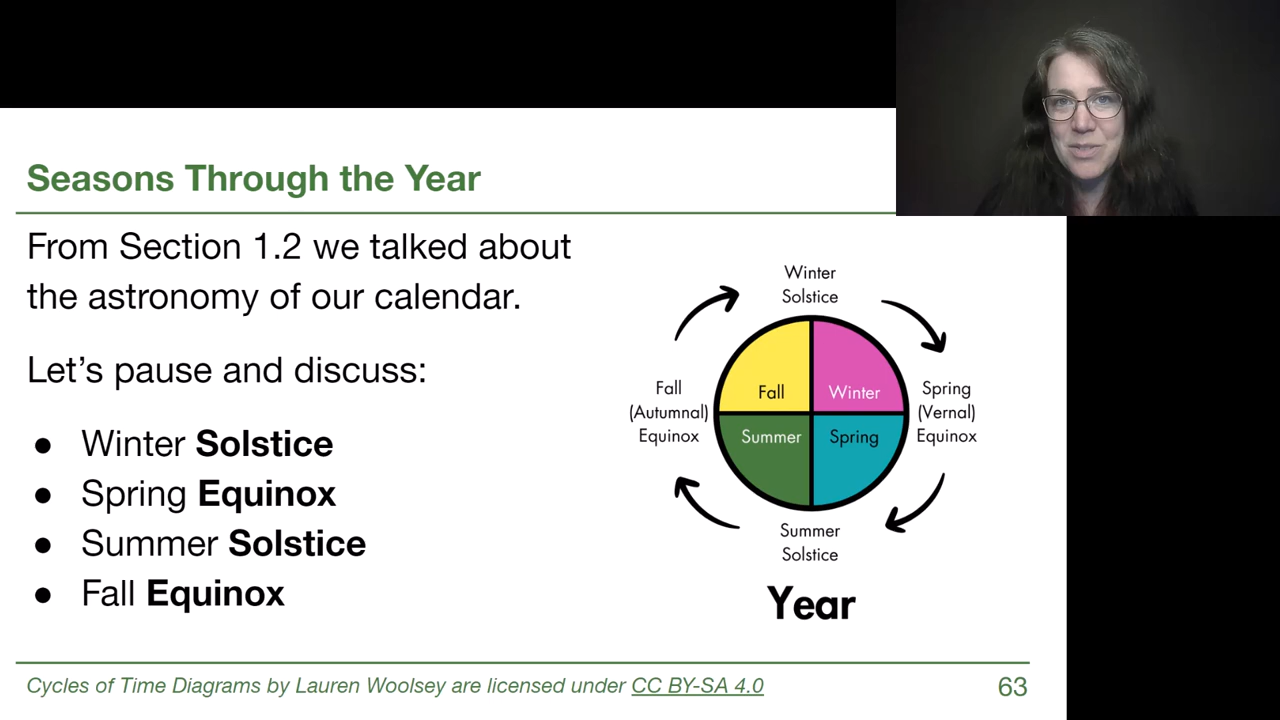 Seasons Through the Year
From Section 1.2 we talked about
the astronomy of our calendar.
Let’s pause and discuss:
● Winter Solstice
● Spring Equinox
● Summer Solstice
● Fall Equinox
Winter
Solstice
Fall
(Autumnal)
Equinox
Fall
Winter
Summer
Spring
Spring
(Vernal)
Equinox
Summer
Solstice
Year
Cycles of Time Diagrams by Lauren Woolsey are licensed under CC BY-SA 4.0
63